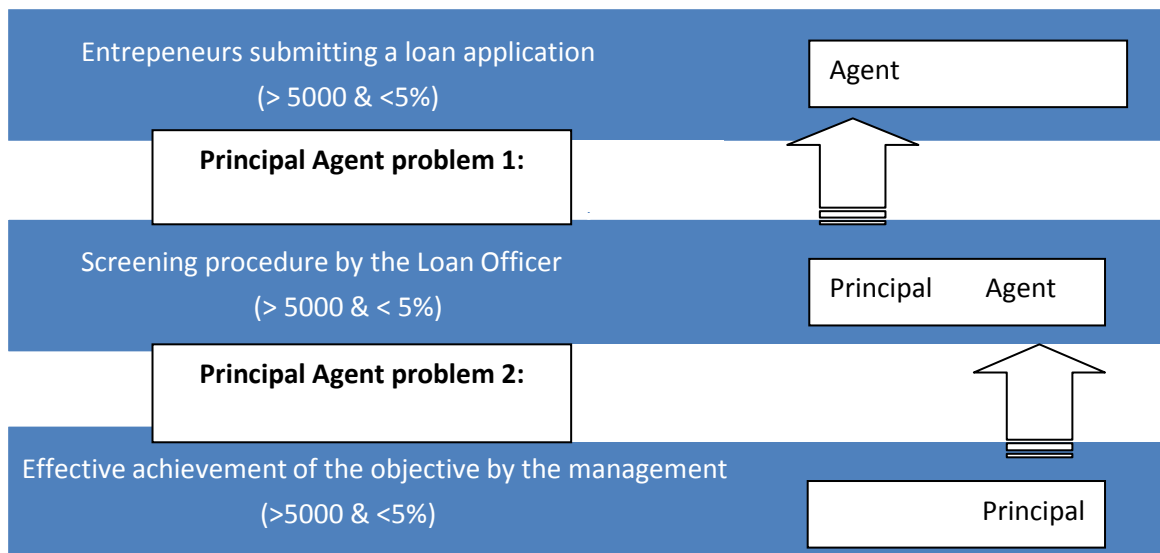 Entrepeneurs submitting a loan application
(> 5000 & <5%)
Agent
Principal Agent problem 1:
Screening procedure by the Loan Officer
(> 5000 & < 5%)
Principal Agent
Principal Agent problem 2:
Effective achievement of the objective by the management
(>5000 & <5%)
Principal